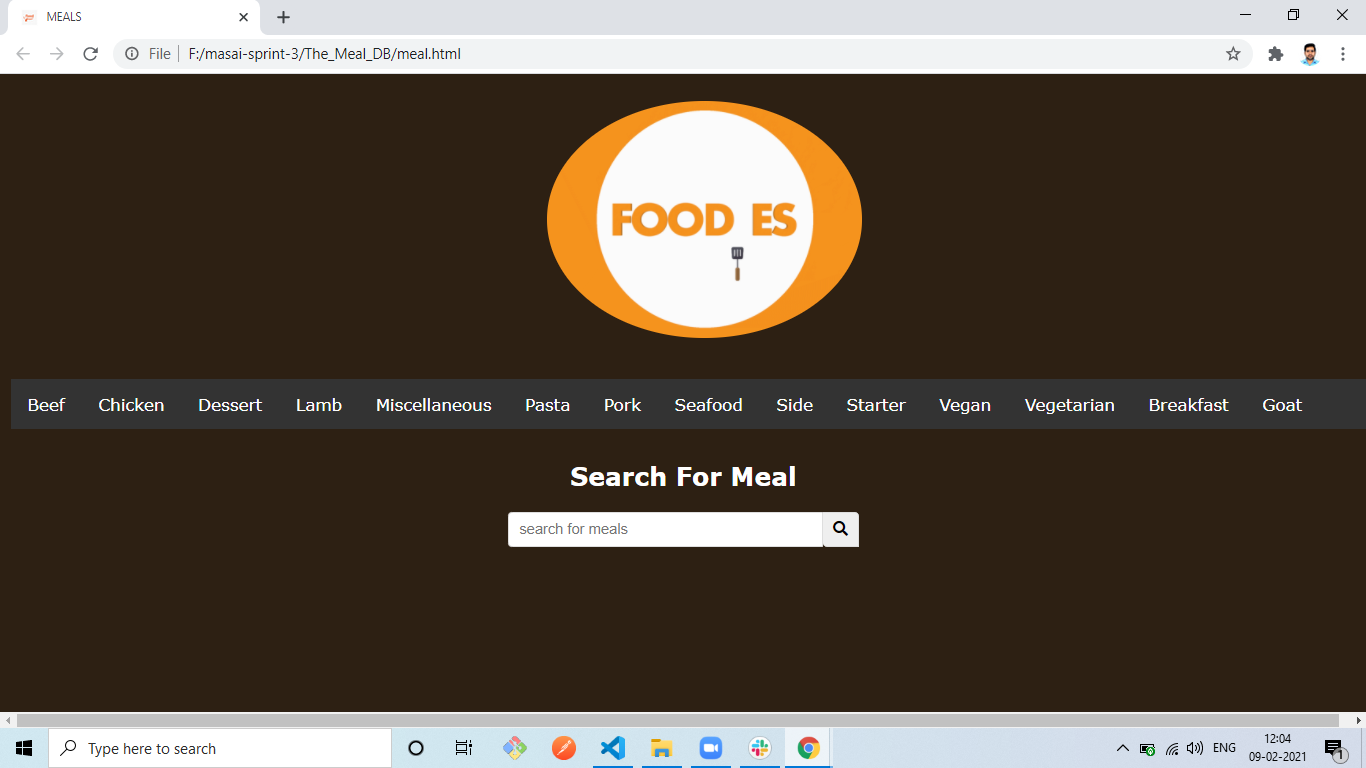 MEALS
File F:/masai-sprint-3/The_Meal_DB/meal.html
FOOD ES
Beef Chicken Dessert Lamb Miscellaneous Pasta Pork Seafood Side Starter Vegan Vegetarian Breakfast Goat
Search For Meal
search for meals
Type here to search
ENG
12:04
09-02-2021
1